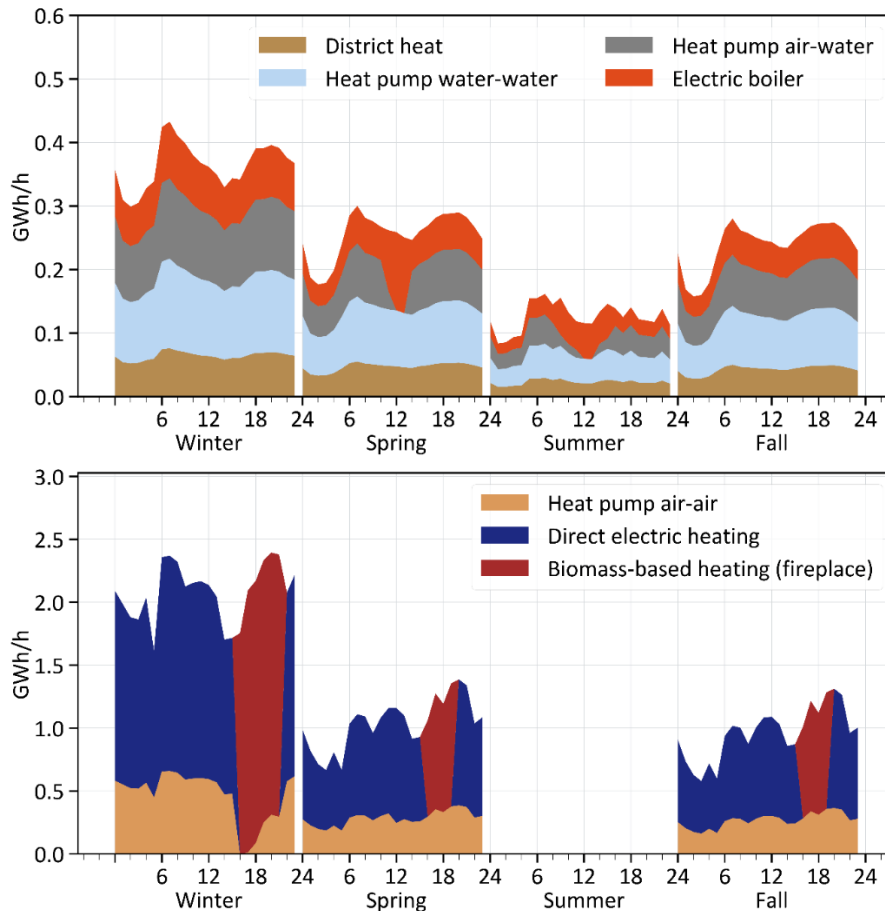 0.6
District heat
Heat pump air-water
Heat pump water-water
Electric boiler
0.5
0.4
0.3
0.2
0.1
0.0
GWh/h
6 12 18 24 6 12 18 24 6 12 18 24 6 12 18 24
Winter Spring Summer Fall
3.0
Heat pump air-air
Direct electric heating
Biomass-based heating (fireplace)
2.5
2.0
1.5
1.0
0.5
0.0
GWh/h
6 12 18 24 6 12 18 24 6 12 18 24 6 12 18 24
Winter Spring Summer Fall